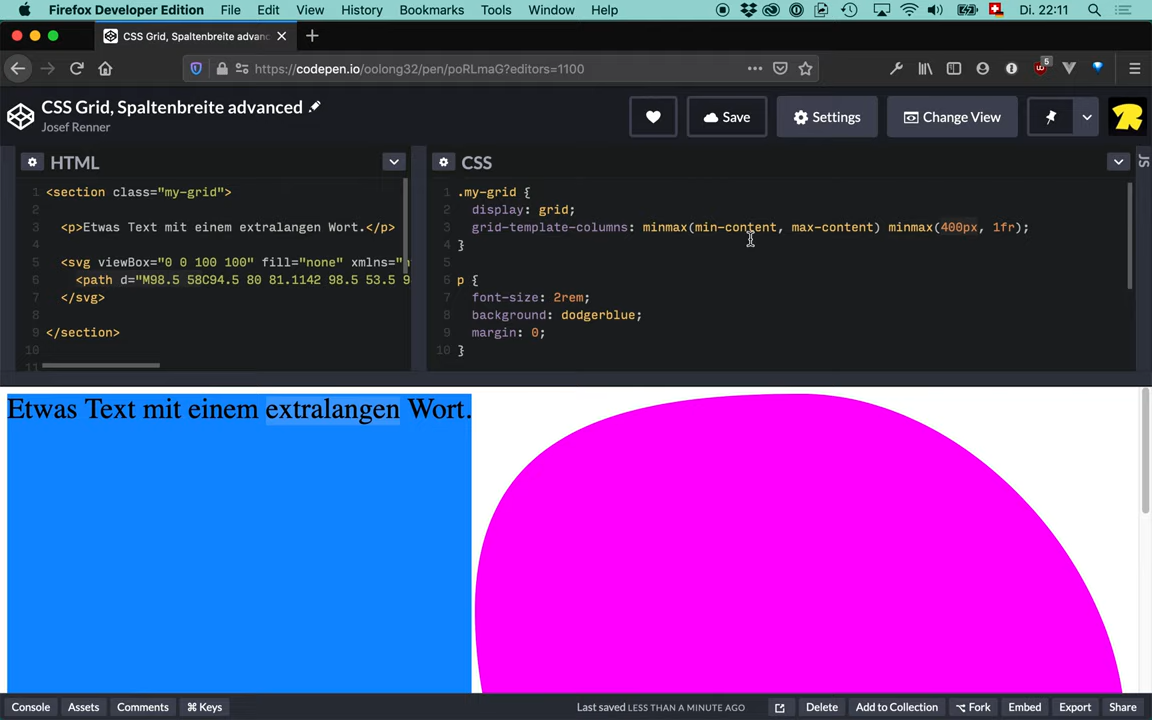 Firefox Developer Edition File Edit View History Bookmarks Tools Window Help Di. 22:11
CSS Grid, Spaltenbreite advanc
https://codepen.io/oolong32/pen/poRLmaG?editors=1100
5
CSS Grid, Spaltenbreite advanced
Josef Renner
Save
Settings
Change View
HTML
1 <section class="my-grid">
2
3 <p>Etwas Text mit einem extralangen Wort.</p>
4
5 <svg viewBox="0 0 100 100" fill="none" xmlns="
6 <path d="M98.5 58C94.5 80 81.1142 98.5 53.5 9
7 </svg>
8
9 </section>
10
11
CSS
JS
1 .my-grid {
2 display: grid;
3 grid-template-columns: minmax(min-content, max-content) minmax(400px, 1fr);
4 }
5
6 p {
7 font-size: 2rem;
8 background: dodgerblue;
9 margin: 0;
10 }
Etwas Text mit einem extralangen Wort.
Console Assets Comments ⌘ Keys Last saved LESS THAN A MINUTE AGO Delete Add to Collection ⌥ Fork Embed Export Share